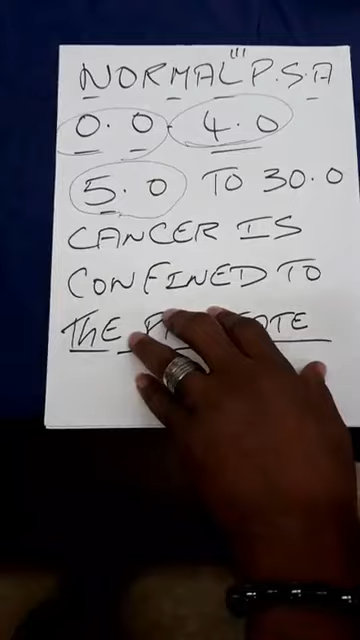 NORMAL P.S.A
0.0 - 4.0
5.0 TO 30.0
CANCER IS
CONFINED TO
THE